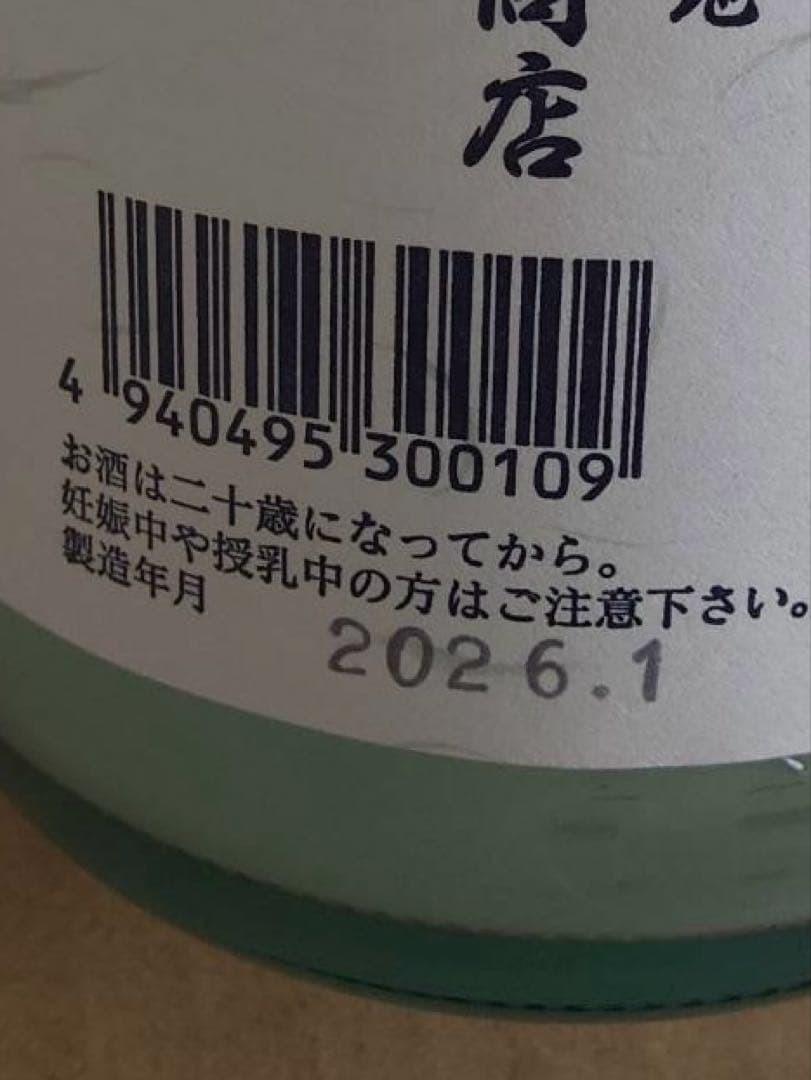 商店
4 940495 300109
お酒は二十歳になってから。
妊娠中や授乳中の方はご注意下さい。
製造年月
2026.1